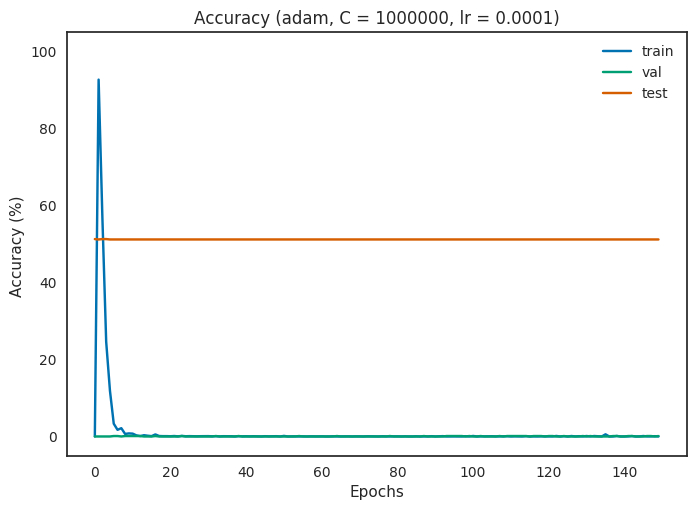 Accuracy (adam, C = 1000000, lr = 0.0001)
train
val
test
100
80
60
40
20
0
Accuracy (%)
0 20 40 60 80 100 120 140
Epochs